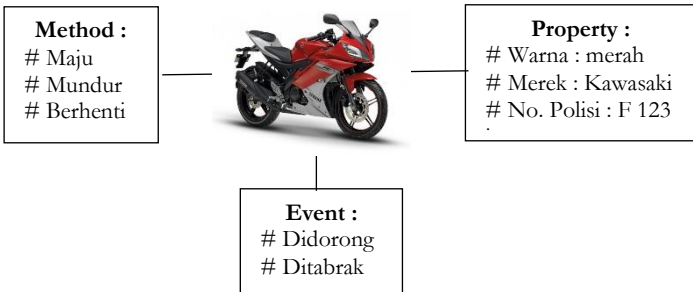 Method :
# Maju
# Mundur
# Berhenti
Property :
# Warna : merah
# Merek : Kawasaki
# No. Polisi : F 123
.
Event :
# Didorong
# Ditabrak